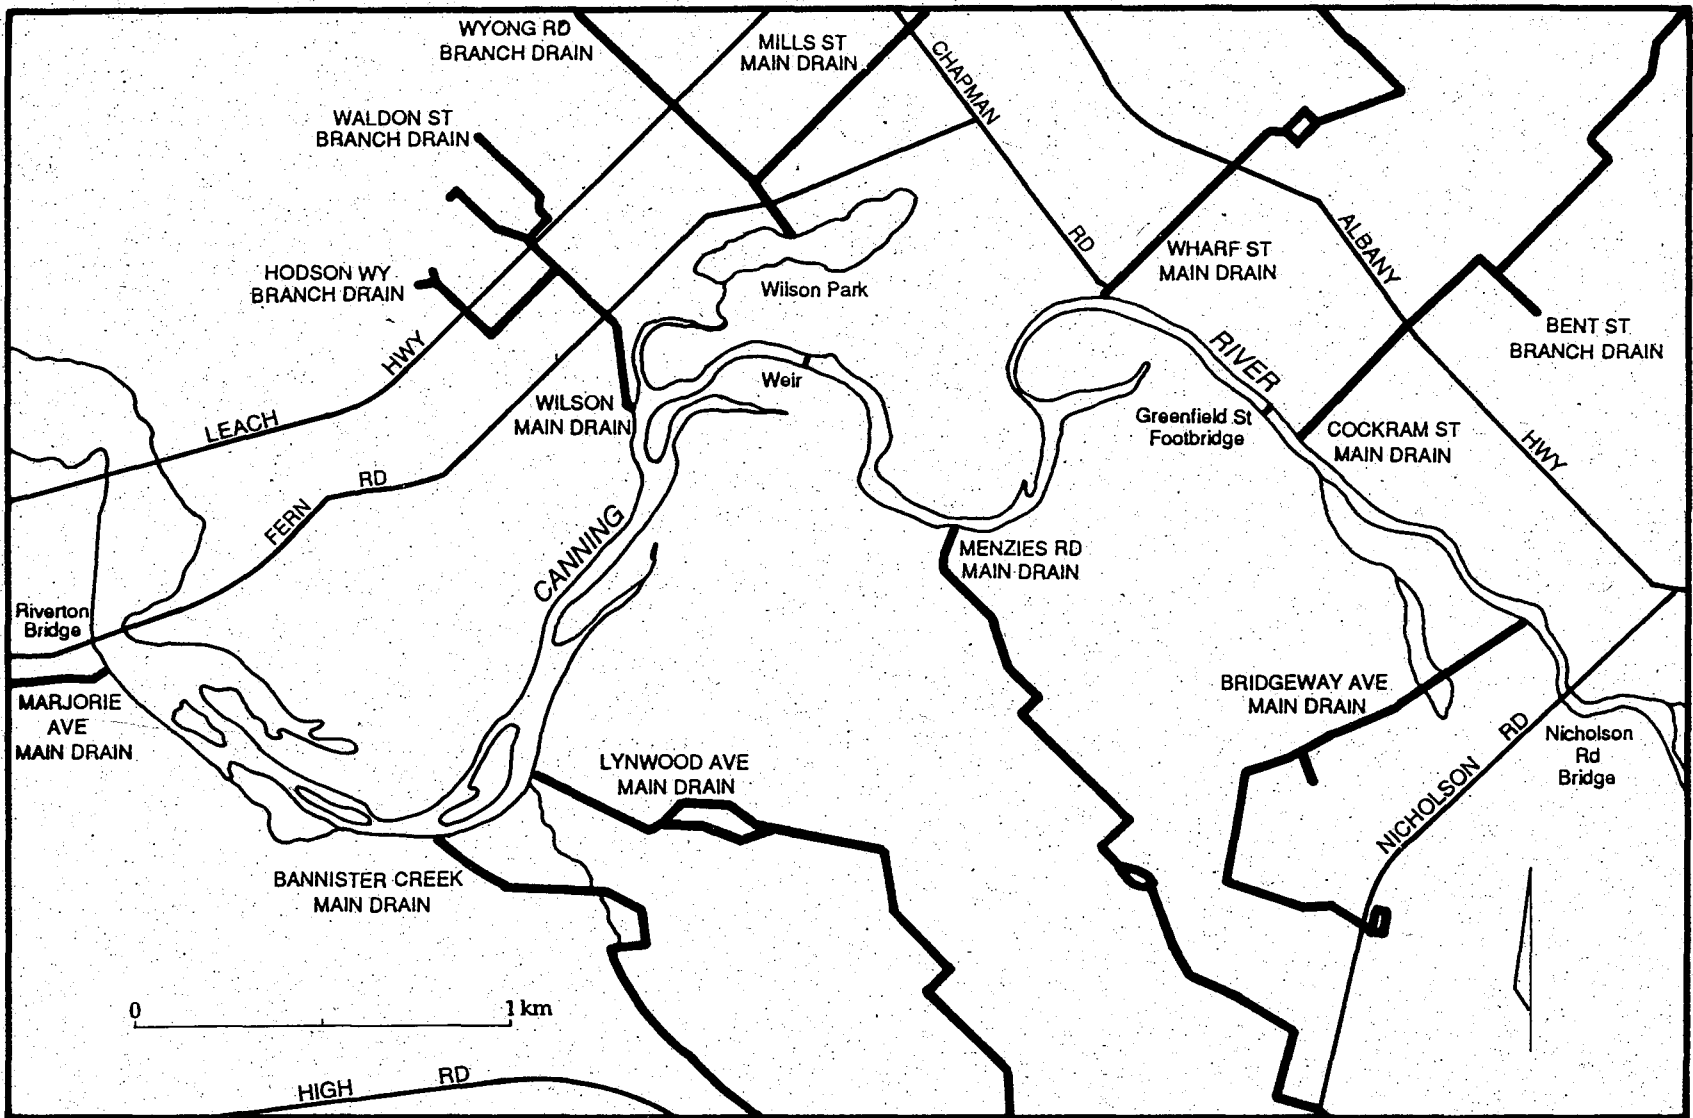 WYONG RD
BRANCH DRAIN
MILLS ST
MAIN DRAIN
CHAPMAN
RD
WALDON ST
BRANCH DRAIN
HODSON WY
BRANCH DRAIN
WHARF ST
MAIN DRAIN
ALBANY
HWY
BENT ST
BRANCH DRAIN
Wilson Park
LEACH
HWY
Weir
RIVER
WILSON
MAIN DRAIN
Greenfield St
Footbridge
COCKRAM ST
MAIN DRAIN
FERN
RD
CANNING
MENZIES RD
MAIN DRAIN
Riverton
Bridge
MARJORIE
AVE
MAIN DRAIN
BRIDGEWAY AVE
MAIN DRAIN
Nicholson
Rd
Bridge
NICHOLSON
RD
LYNWOOD AVE
MAIN DRAIN
BANNISTER CREEK
MAIN DRAIN
0
1 km
HIGH
RD